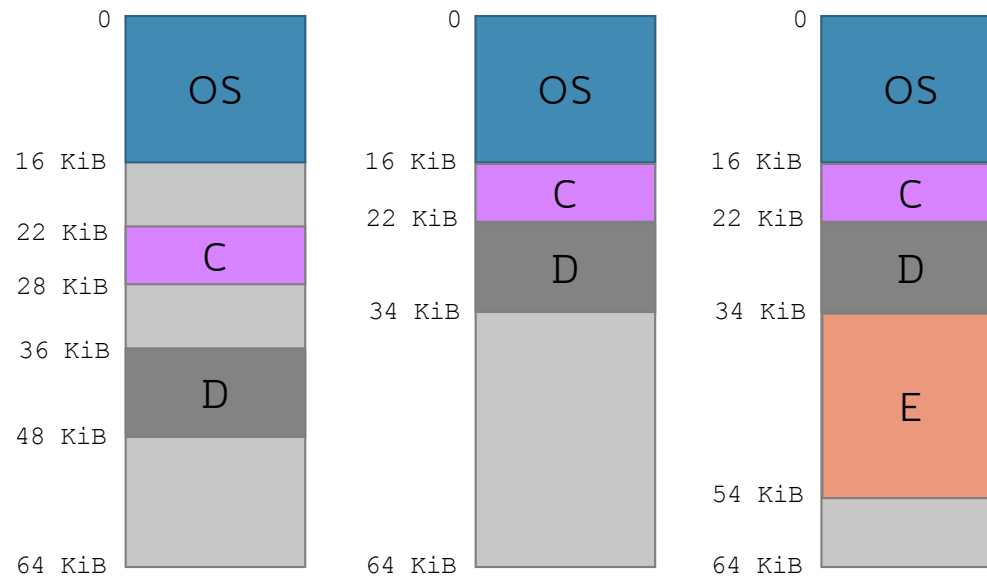 0
OS
16 KiB
22 KiB
C
28 KiB
36 KiB
D
48 KiB
64 KiB
0
OS
16 KiB
C
22 KiB
D
34 KiB
64 KiB
0
OS
16 KiB
C
22 KiB
D
34 KiB
E
54 KiB
64 KiB